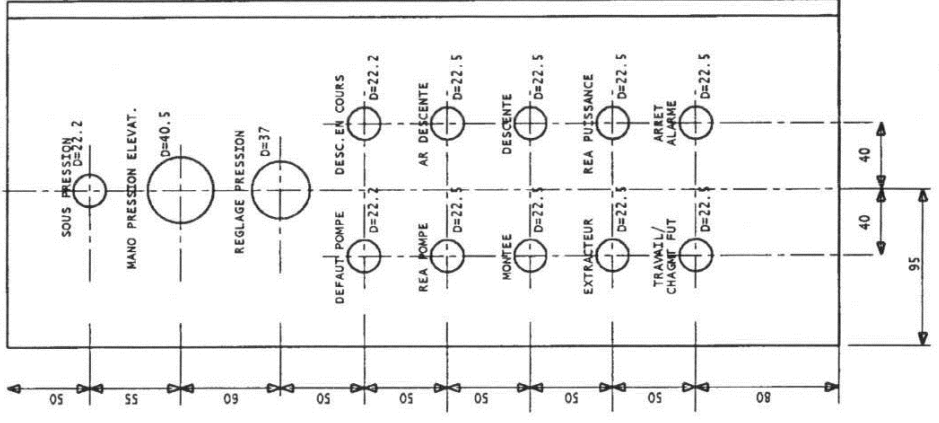 SOUS PRESSION
D=22.2
MANO PRESSION ELEVAT.
D=40.5
REGLAGE PRESSION
D=37
DESC. EN COURS
D=22.2
AR DESCENTE
D=22.5
DESCENTE
D=22.5
REA PUISSANCE
D=22.5
ARRET
ALARME
D=22.5
DEFAUT POMPE
D=22.2
REA POMPE
D=22.5
MONTEE
D=22.5
EXTRACTEUR
D=22.5
TRAVAIL/
CHAGMT FUT
D=22.5
40
40
95
50
55
60
50
50
50
50
50
80